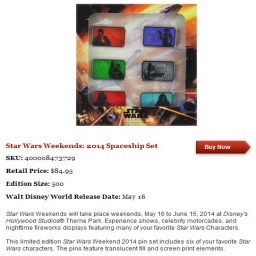 STAR WARS
Star Wars Weekends: 2014 Spaceship Set
Buy Now
SKU: 400008473729
Retail Price: $84.95
Edition Size: 500
Walt Disney World Release Date: May 16
Star Wars Weekends will take place weekends, May 16 to June 15, 2014 at Disney's
Hollywood Studios® Theme Park. Experience shows, celebrity motorcades, and
nighttime fireworks displays featuring many of your favorite Star Wars Characters.
This limited edition Star Wars Weekend 2014 pin set includes six of your favorite Star
Wars characters. The pins feature translucent fill and screen print elements.